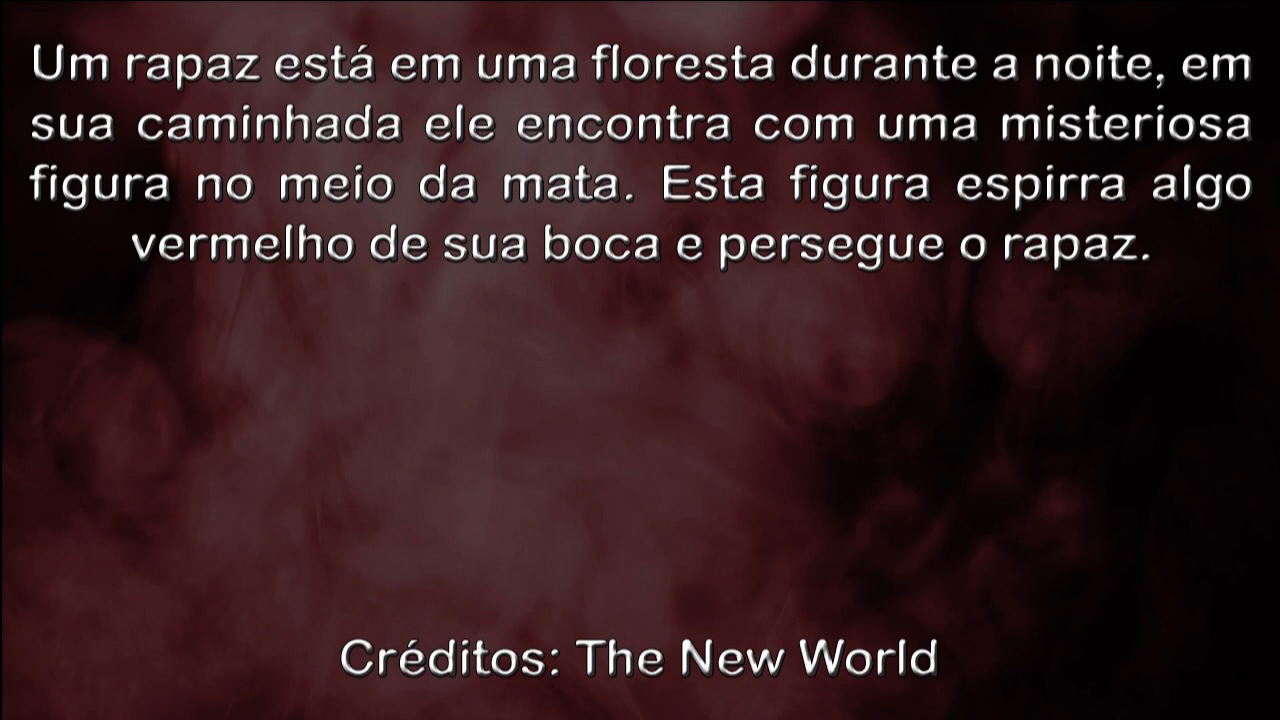 Um rapaz está em uma floresta durante a noite, em
sua caminhada ele encontra com uma misteriosa
figura no meio da mata. Esta figura espirra algo
vermelho de sua boca e persegue o rapaz.
Créditos: The New World